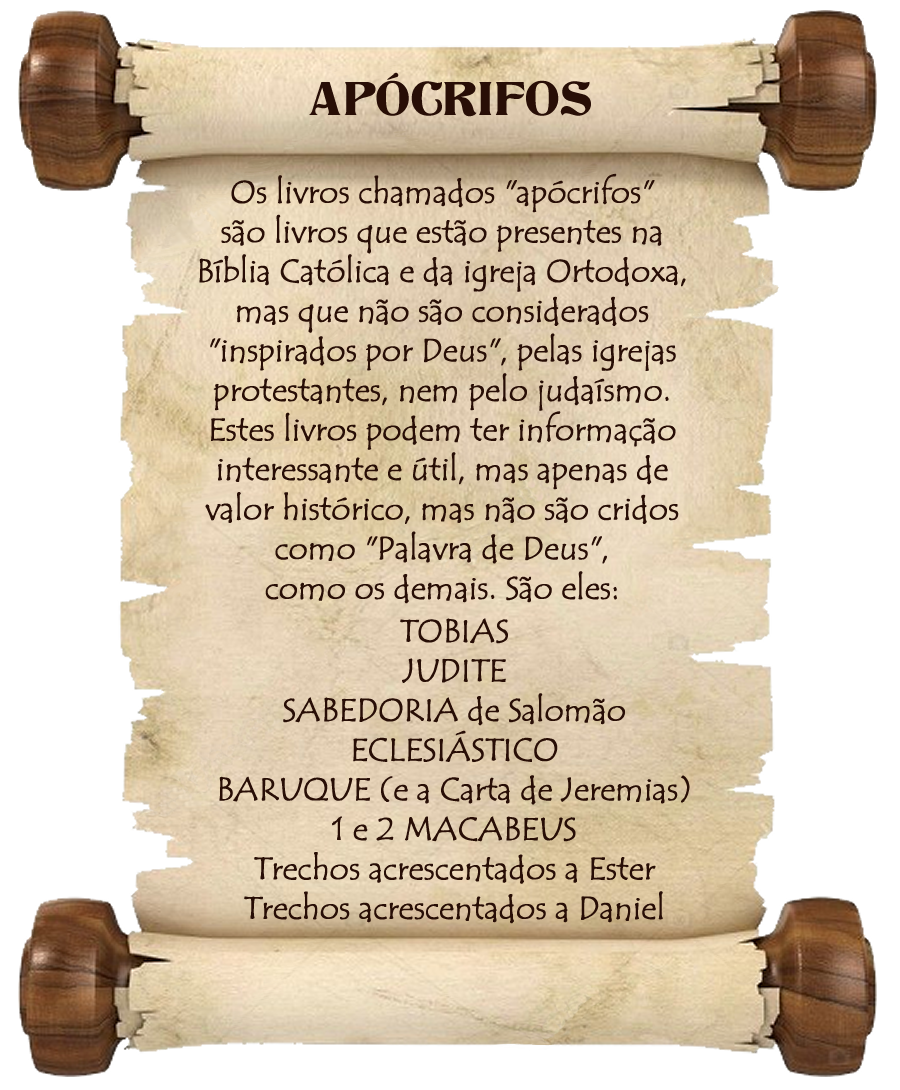 APÓCRIFOS
Os livros chamados "apócrifos"
são livros que estão presentes na
Bíblia Católica e da igreja Ortodoxa,
mas que não são considerados
"inspirados por Deus", pelas igrejas
protestantes, nem pelo judaísmo.
Estes livros podem ter informação
interessante e útil, mas apenas de
valor histórico, mas não são cridos
como "Palavra de Deus",
como os demais. São eles:
TOBIAS
JUDITE
SABEDORIA de Salomão
ECLESIÁSTICO
BARUQUE (e a Carta de Jeremias)
1 e 2 MACABEUS
Trechos acrescentados a Ester
Trechos acrescentados a Daniel